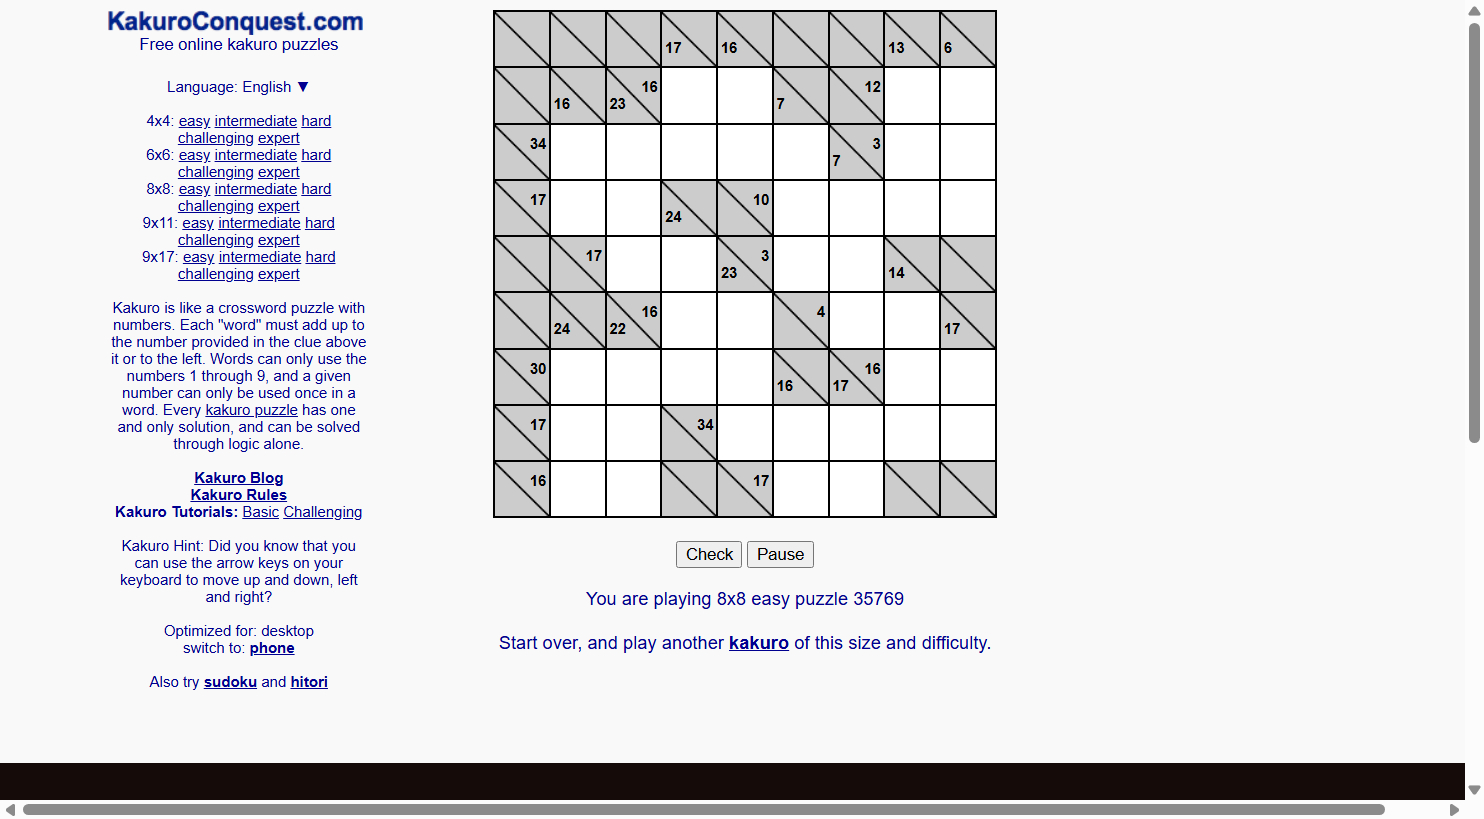 KakuroConquest.com
Free online kakuro puzzles
Language: English ▼
4x4: easy intermediate hard
challenging expert
6x6: easy intermediate hard
challenging expert
8x8: easy intermediate hard
challenging expert
9x11: easy intermediate hard
challenging expert
9x17: easy intermediate hard
challenging expert
Kakuro is like a crossword puzzle with
numbers. Each "word" must add up to
the number provided in the clue above
it or to the left. Words can only use the
numbers 1 through 9, and a given
number can only be used once in a
word. Every kakuro puzzle has one
and only solution, and can be solved
through logic alone.
Kakuro Blog
Kakuro Rules
Kakuro Tutorials: Basic Challenging
Kakuro Hint: Did you know that you
can use the arrow keys on your
keyboard to move up and down, left
and right?
Optimized for: desktop
switch to: phone
Also try sudoku and hitori
17 16 13 6
16 23 16 7 12
34 7 3
17 24 10
17 23 3 14
24 22 16 4 17
30 16 17 16
17 34
16 17
Check Pause
You are playing 8x8 easy puzzle 35769
Start over, and play another kakuro of this size and difficulty.